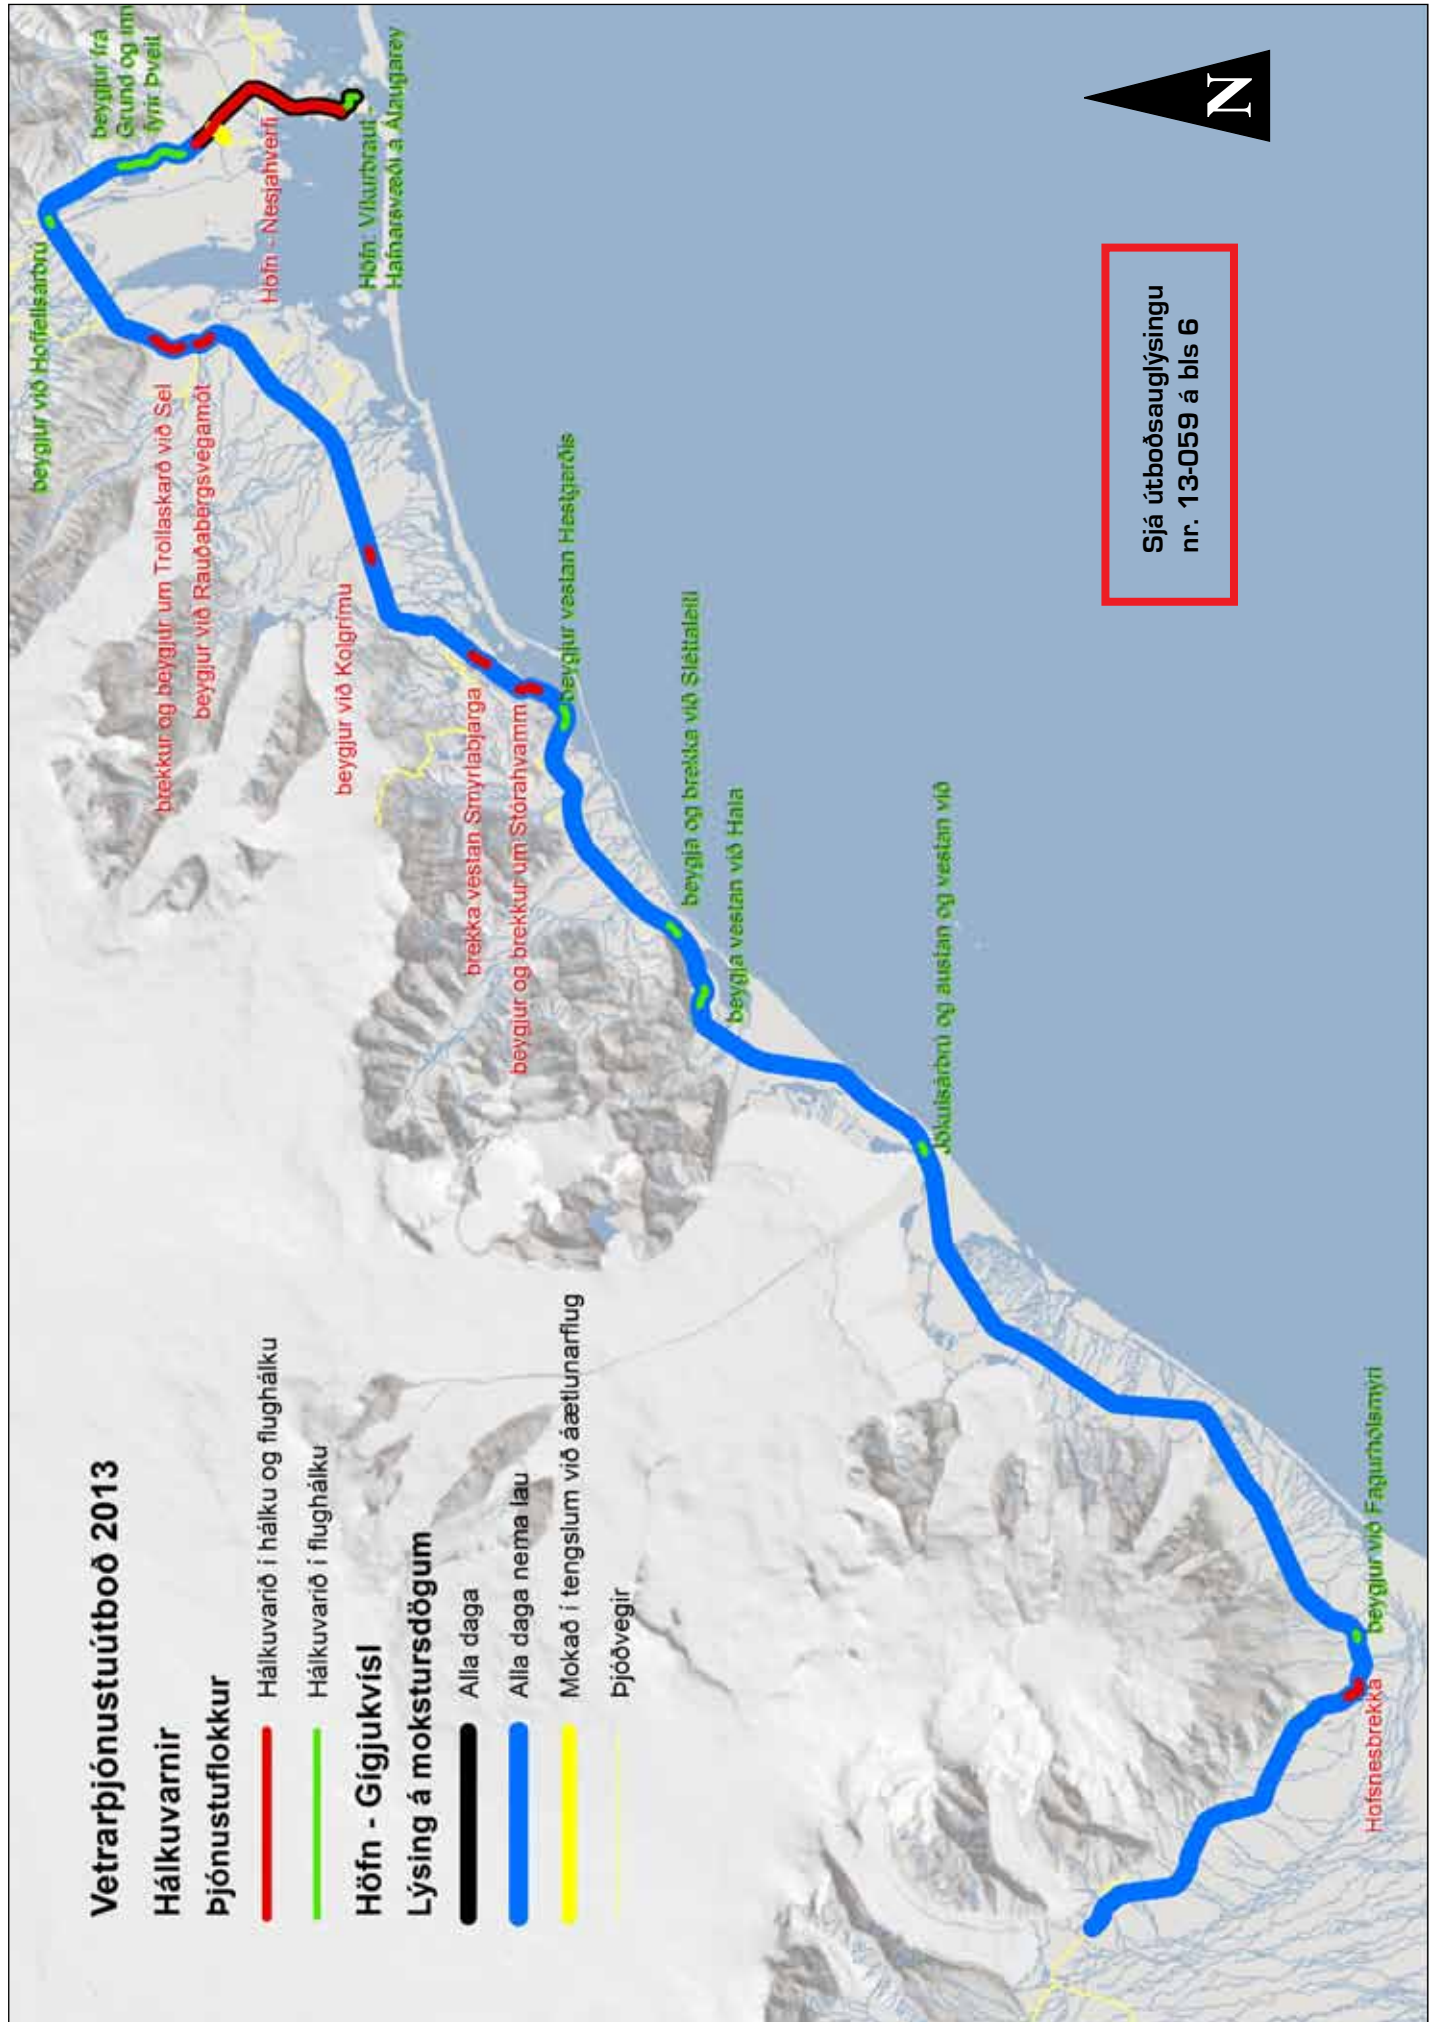 Vetrarþjónustuútboð 2013
Hálkuvarnir
Þjónustuflokkur
Hálkuvarið í hálku og flughálku
Hálkuvarið í flughálku
Höfn - Gígjukvísl
Lýsing á mokstursdögum
Alla daga
Alla daga nema lau
Mokað í tengslum við áætlunarflug
Þjóðvegir
beygjur frá
Grund og inn
fyrir Þveit
beygjur við Hoffellsárbrú
Höfn - Nesjahverfi
Höfn: Víkurbraut -
Hafnarsvæði á Álaugarey
brekkur og beygjur um Tröllaskarð við Sel
beygjur við Rauðabergsvegamót
beygjur við Kolgrímu
brekka vestan Smyrlabjarga
beygjur og brekkur um Stórahvamm
beygjur vestan Hestgerðis
beygja og brekka við Sléttaleiti
beygja vestan við Hala
Jökulsárbrú og austan og vestan við
beygjur við Fagurhólsmýri
Hofsnesbrekka
N
Sjá útboðsauglýsingu
nr. 13-059 á bls 6